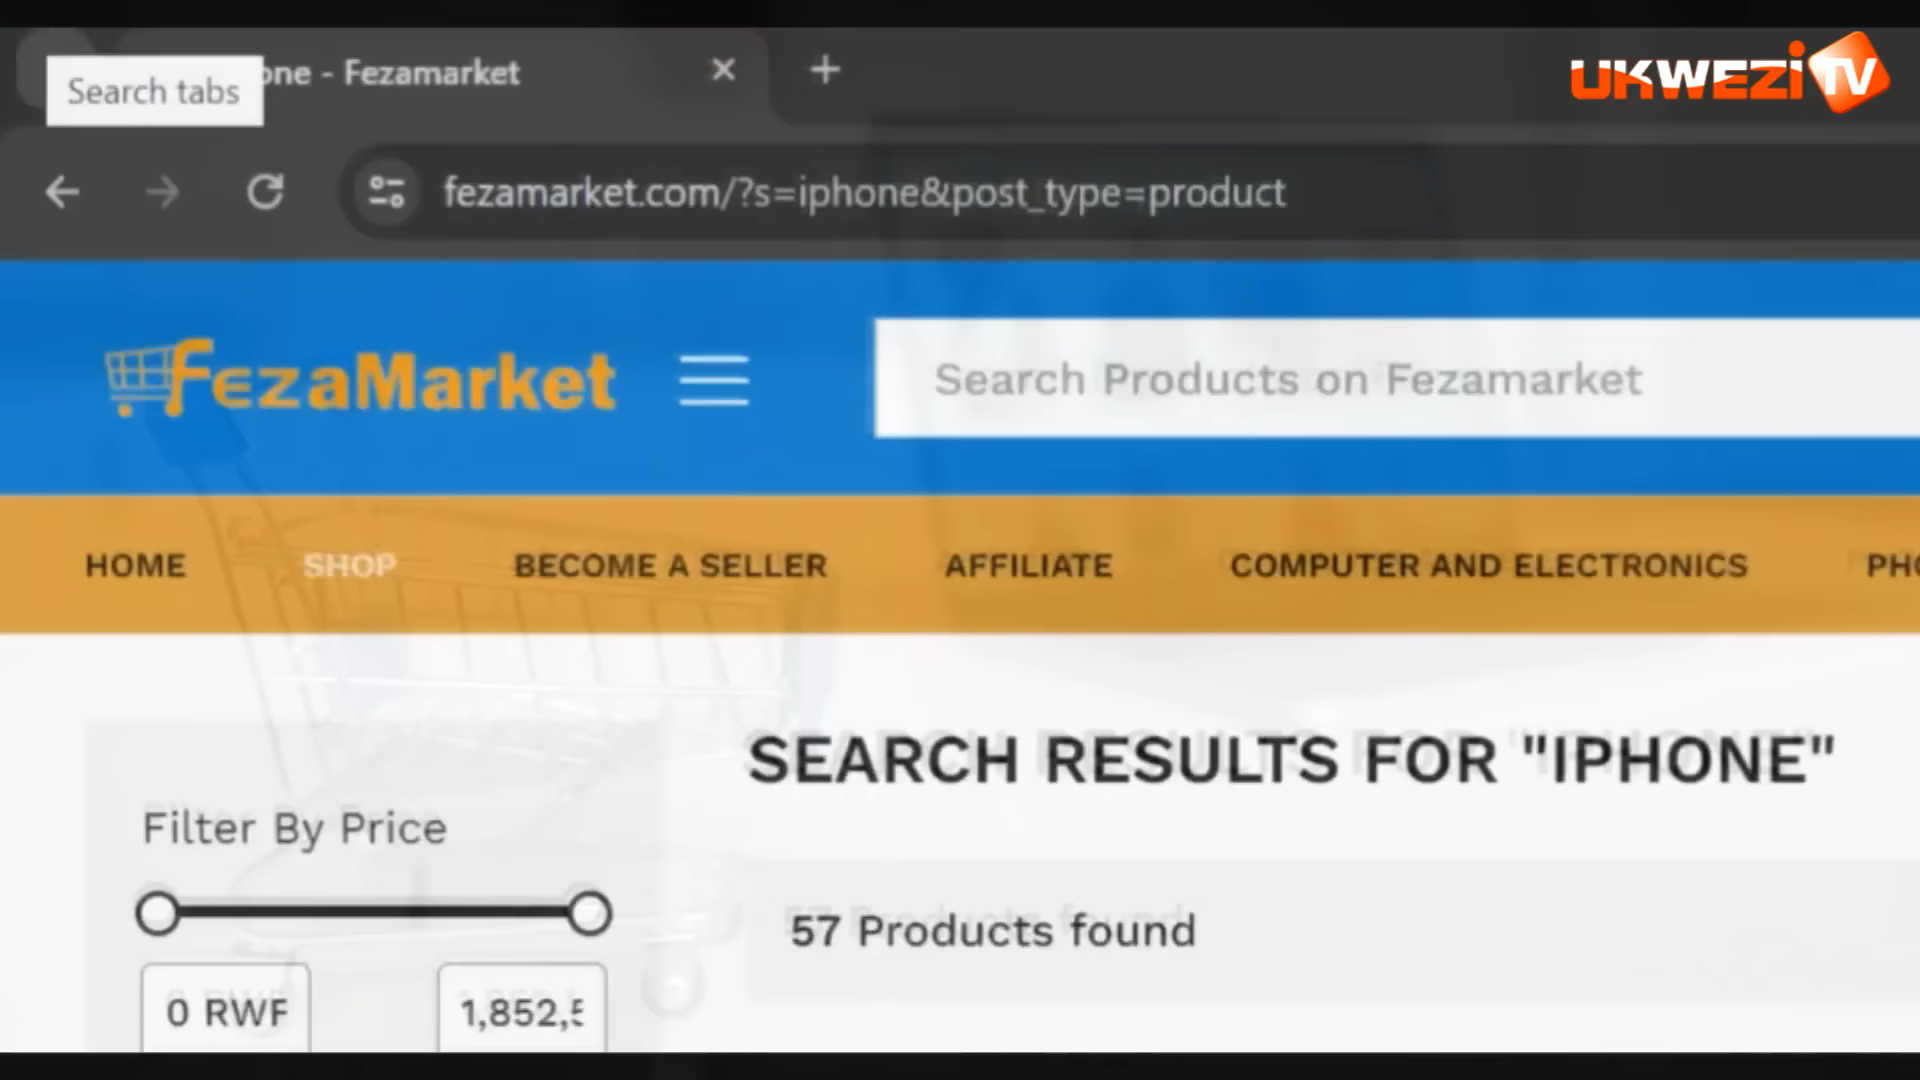 Search tabs
one - Fezamarket
UKWEZI TV
fezamarket.com/?s=iphone&post_type=product
FezaMarket
Search Products on Fezamarket
HOME
SHOP
BECOME A SELLER
AFFILIATE
COMPUTER AND ELECTRONICS
PHO
SEARCH RESULTS FOR "IPHONE"
Filter By Price
57 Products found
0 RWF
1,852,5